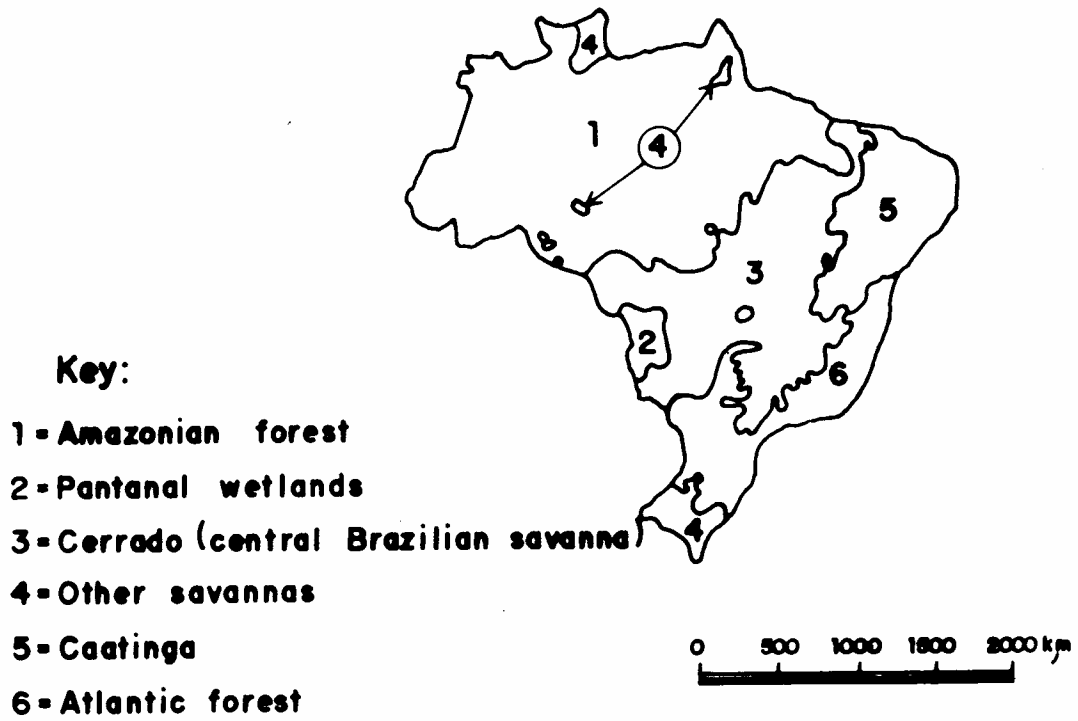 4
1
4
5
3
2
6
4
Key:
1 = Amazonian forest
2 = Pantanal wetlands
3 = Cerrado (central Brazilian savanna)
4 = Other savannas
5 = Caatinga
6 = Atlantic forest
0 500 1000 1500 2000 km